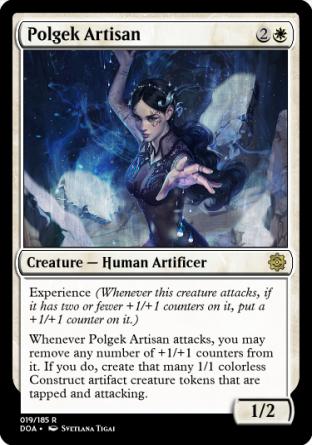 Polgek Artisan 2
Creature — Human Artificer
Experience (Whenever this creature attacks, if
it has two or fewer +1/+1 counters on it, put a
+1/+1 counter on it.)
Whenever Polgek Artisan attacks, you may
remove any number of +1/+1 counters from
it. If you do, create that many 1/1 colorless
Construct artifact creature tokens that are
tapped and attacking.
1/2
019/185 R
DOA • Svetlana Tigai